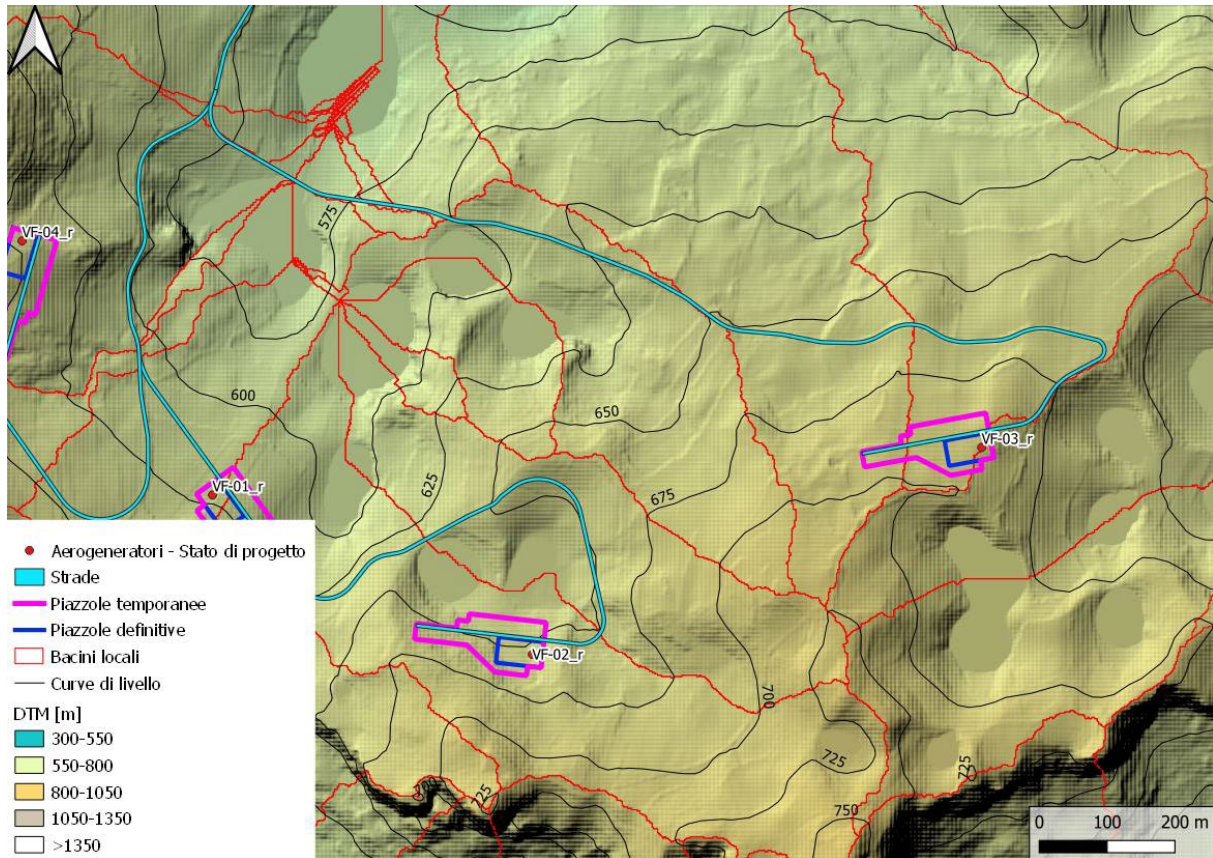 575
VF-04_r
600
650
VF-03_r
625
VF-01_r
675
Aerogeneratori - Stato di progetto
Strade
Piazzole temporanee
Piazzole definitive
Bacini locali
Curve di livello
DTM [m]
300-550
550-800
800-1050
1050-1350
>1350
VF-02_r
700
725
725
725
750
0 100 200 m